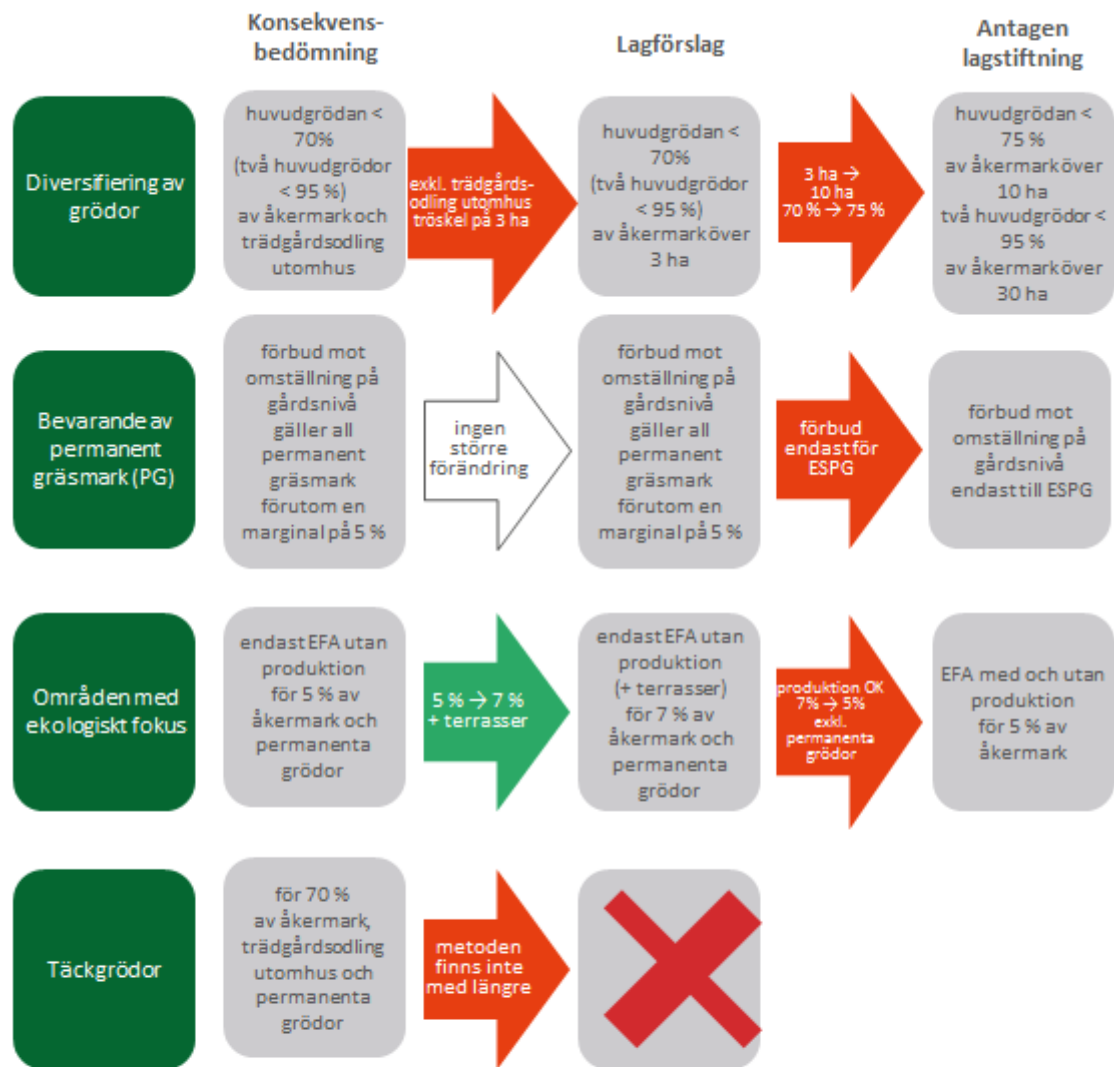 Konsekvens-
bedömning
Lagförslag
Antagen
lagstiftning
Diversifiering av
grödor
huvudgrödan <
70%
(två huvudgrödor
< 95 %)
av åkermark och
trädgårdsodling
utomhus
exkl. trädgårds-
odling utomhus
tröskel på 3 ha
huvudgrödan <
70%
(två huvudgrödor
< 95 %)
av åkermark över
3 ha
3 ha →
10 ha
70 % → 75 %
huvudgrödan <
75 %
av åkermark över
10 ha
två huvudgrödor <
95 %
av åkermark över
30 ha
Bevarande av
permanent
gräsmark (PG)
förbud mot
omställning på
gårdsnivå
gäller all
permanent
gräsmark
förutom en
marginal på 5 %
ingen
större
förändring
förbud mot
omställning på
gårdsnivå
gäller all
permanent
gräsmark
förutom en
marginal på 5 %
förbud
endast för
ESPG
förbud mot
omställning på
gårdsnivå
endast till ESPG
Områden med
ekologiskt fokus
endast EFA utan
produktion
för 5 % av
åkermark och
permanenta
grödor
5 % → 7 %
+ terrasser
endast EFA utan
produktion
(+ terrasser)
för 7 % av
åkermark och
permanenta
grödor
produktion OK
7% → 5%
exkl.
permanenta
grödor
EFA med och utan
produktion
för 5 % av
åkermark
Täckgrödor
för 70 %
av åkermark,
trädgårdsodling
utomhus och
permanenta
grödor
metoden
finns inte
med längre